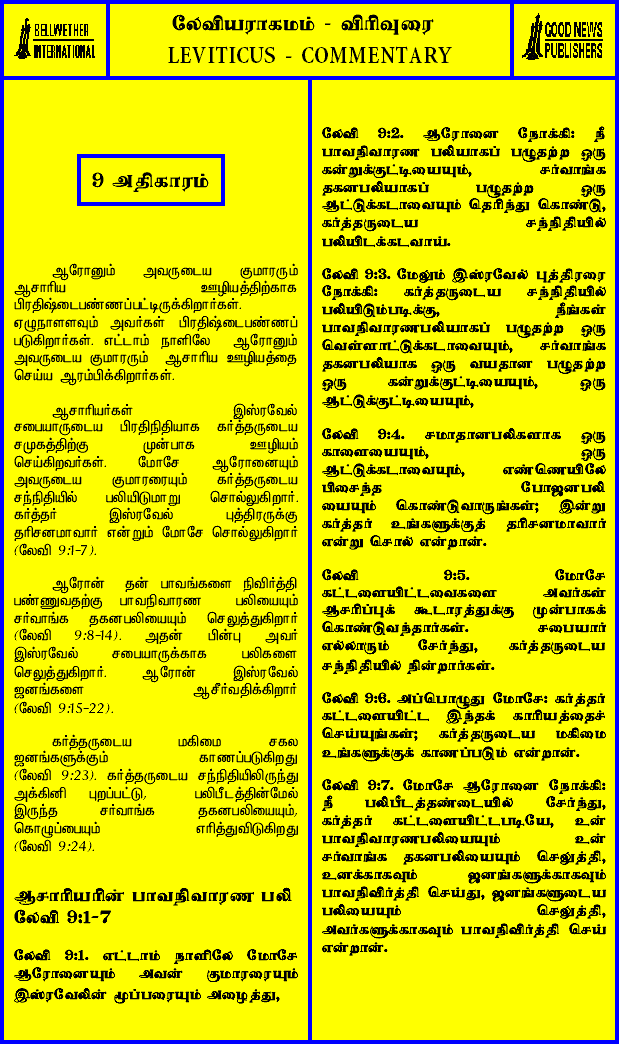 BELLWETHER
INTERNATIONAL
லேவியராகமம் - விரிவுரை
LEVITICUS - COMMENTARY
GOOD NEWS
PUBLISHERS
9 அதிகாரம்
ஆரோனும் அவருடைய குமாரரும்
ஆசாரிய ஊழியத்திற்காக
பிரதிஷ்டைபண்ணப்பட்டிருக்கிறார்கள்.
ஏழுநாளளவும் அவர்கள் பிரதிஷ்டைபண்ணப்
படுகிறார்கள். எட்டாம் நாளிலே ஆரோனும்
அவருடைய குமாரரும் ஆசாரிய ஊழியத்தை
செய்ய ஆரம்பிக்கிறார்கள்.
ஆசாரியர்கள் இஸ்ரவேல்
சபையாருடைய பிரதிநிதியாக கர்த்தருடைய
சமுகத்திற்கு முன்பாக ஊழியம்
செய்கிறவர்கள். மோசே ஆரோனையும்
அவருடைய குமாரரையும் கர்த்தருடைய
சந்நிதியில் பலியிடுமாறு சொல்லுகிறார்.
கர்த்தர் இஸ்ரவேல் புத்திரருக்கு
தரிசனமாவார் என்றும் மோசே சொல்லுகிறார்
(லேவி 9:1-7).
ஆரோன் தன் பாவங்களை நிவிர்த்தி
பண்ணுவதற்கு பாவநிவாரண பலியையும்
சர்வாங்க தகனபலியையும் செலுத்துகிறார்
(லேவி 9:8-14). அதன் பின்பு அவர்
இஸ்ரவேல் சபையாருக்காக பலிகளை
செலுத்துகிறார். ஆரோன் இஸ்ரவேல்
ஜனங்களை ஆசீர்வதிக்கிறார்
(லேவி 9:15-22).
கர்த்தருடைய மகிமை சகல
ஜனங்களுக்கும் காணப்படுகிறது
(லேவி 9:23). கர்த்தருடைய சந்நிதியிலிருந்து
அக்கினி புறப்பட்டு, பலிபீடத்தின்மேல்
இருந்த சர்வாங்க தகனபலியையும்,
கொழுப்பையும் எரித்துவிடுகிறது
(லேவி 9:24).
ஆசாரியரின் பாவநிவாரண பலி
லேவி 9:1-7
லேவி 9:1. எட்டாம் நாளிலே மோசே
ஆரோனையும் அவன் குமாரரையும்
இஸ்ரவேலின் மூப்பரையும் அழைத்து,
லேவி 9:2. ஆரோனை நோக்கி: நீ
பாவநிவாரண பலியாகப் பழுதற்ற ஒரு
கன்றுக்குட்டியையும், சர்வாங்க
தகனபலியாகப் பழுதற்ற ஒரு
ஆட்டுக்கடாவையும் தெரிந்து கொண்டு,
கர்த்தருடைய சந்நிதியில்
பலியிடக்கடவாய்.
லேவி 9:3. மேலும் இஸ்ரவேல் புத்திரரை
நோக்கி: கர்த்தருடைய சந்நிதியில்
பலியிடும்படிக்கு, நீங்கள்
பாவநிவாரணபலியாகப் பழுதற்ற ஒரு
வெள்ளாட்டுக்கடாவையும், சர்வாங்க
தகனபலியாக ஒரு வயதான பழுதற்ற
ஒரு கன்றுக்குட்டியையும், ஒரு
ஆட்டுக்குட்டியையும்,
லேவி 9:4. சமாதானபலிகளாக ஒரு
காளையையும், ஒரு
ஆட்டுக்கடாவையும், எண்ணெயிலே
பிசைந்த போஜனபலி
யையும் கொண்டுவாருங்கள்; இன்று
கர்த்தர் உங்களுக்குத் தரிசனமாவார்
என்று சொல் என்றான்.
லேவி 9:5. மோசே
கட்டளையிட்டவைகளை அவர்கள்
ஆசரிப்புக் கூடாரத்துக்கு முன்பாகக்
கொண்டுவந்தார்கள். சபையார்
எல்லாரும் சேர்ந்து, கர்த்தருடைய
சந்நிதியில் நின்றார்கள்.
லேவி 9:6. அப்பொழுது மோசே: கர்த்தர்
கட்டளையிட்ட இந்தக் காரியத்தைச்
செய்யுங்கள்; கர்த்தருடைய மகிமை
உங்களுக்குக் காணப்படும் என்றான்.
லேவி 9:7. மோசே ஆரோனை நோக்கி:
நீ பலிபீடத்தண்டையில் சேர்ந்து,
கர்த்தர் கட்டளையிட்டபடியே, உன்
பாவநிவாரணபலியையும் உன்
சர்வாங்க தகனபலியையும் செலுத்தி,
உனக்காகவும் ஜனங்களுக்காகவும்
பாவநிவிர்த்தி செய்து, ஜனங்களுடைய
பலியையும் செலுத்தி,
அவர்களுக்காகவும் பாவநிவிர்த்தி செய்
என்றான்.